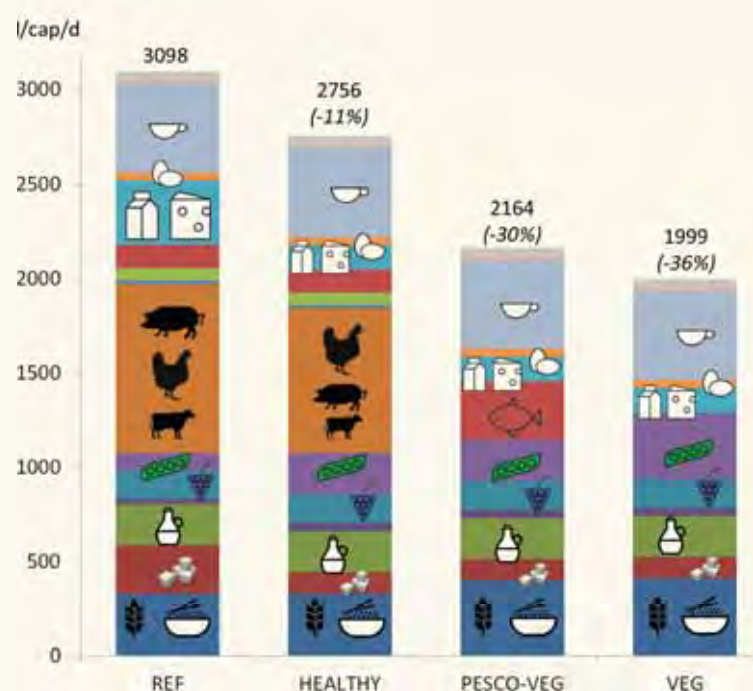 l/cap/d
3098
3000
2756
(-11%)
2500
2164
(-30%)
1999
(-36%)
2000
1500
1000
500
0
REF
HEALTHY
PESCO-VEG
VEG